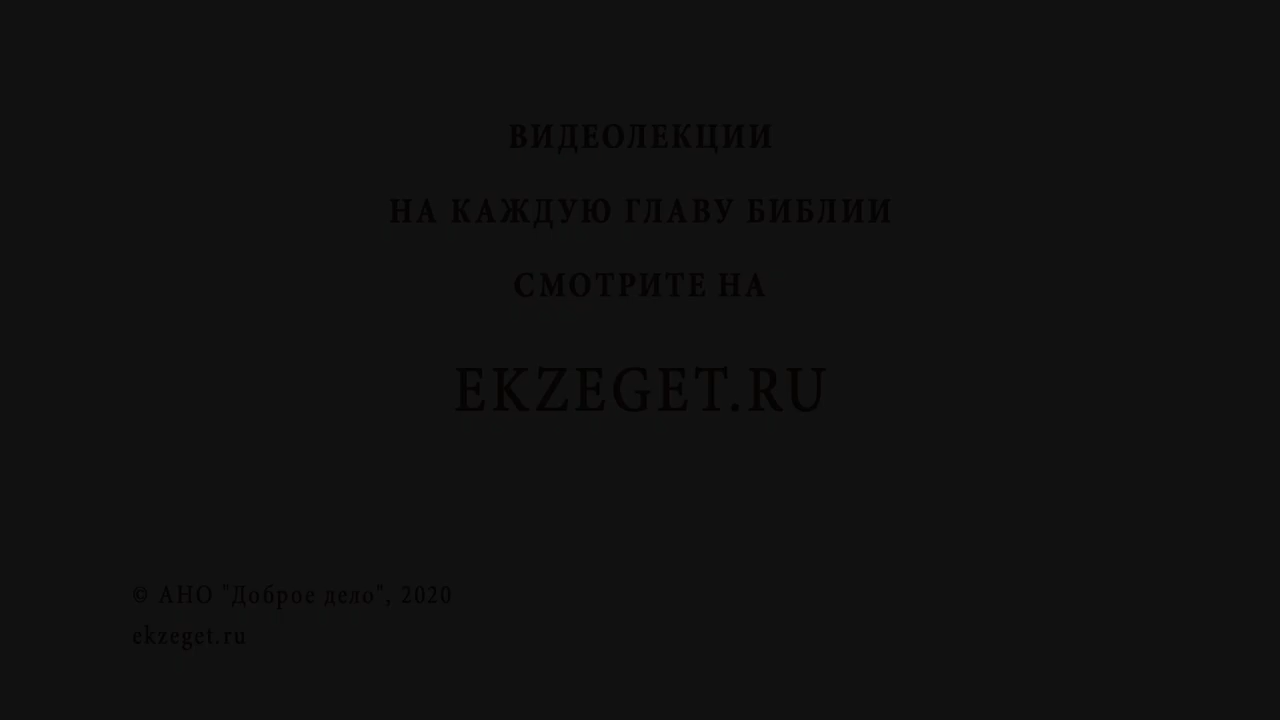 ВИДЕОЛЕКЦИИ
НА КАЖДУЮ ГЛАВУ БИБЛИИ
СМОТРИТЕ НА
EKZEGET.RU
© АНО "Доброе дело", 2020
ekzeget.ru